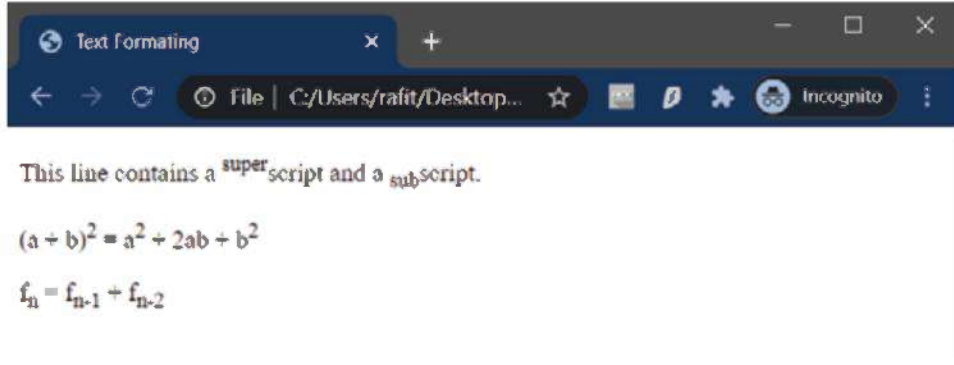 Text Formating
File | C:/Users/rafit/Desktop... Incognito
This line contains a superscript and a subscript.
(a + b)² = a² + 2ab + b²
fₙ = fₙ₋₁ + fₙ₋₂